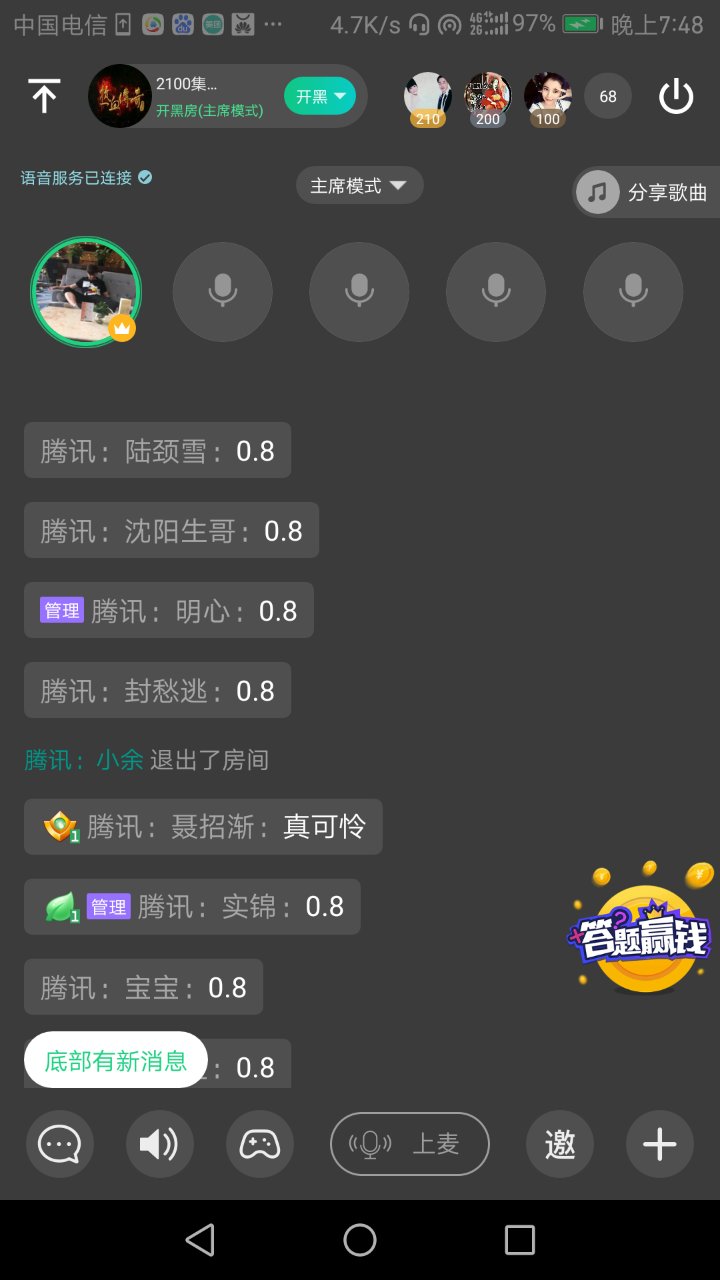 中国电信 ... 4.7K/s 4G 2G 97% 晚上7:48
2100集...
开黑房(主席模式)
开黑
210
200
100
68
语音服务已连接
主席模式
分享歌曲
腾讯：陆颈雪：0.8
腾讯：沈阳生哥：0.8
管理 腾讯：明心：0.8
腾讯：封愁逃：0.8
腾讯：小余 退出了房间
1 腾讯：聂招渐：真可怜
1 管理 腾讯：实锦：0.8
腾讯：宝宝：0.8
答题赢钱
底部有新消息
：0.8
上麦
邀